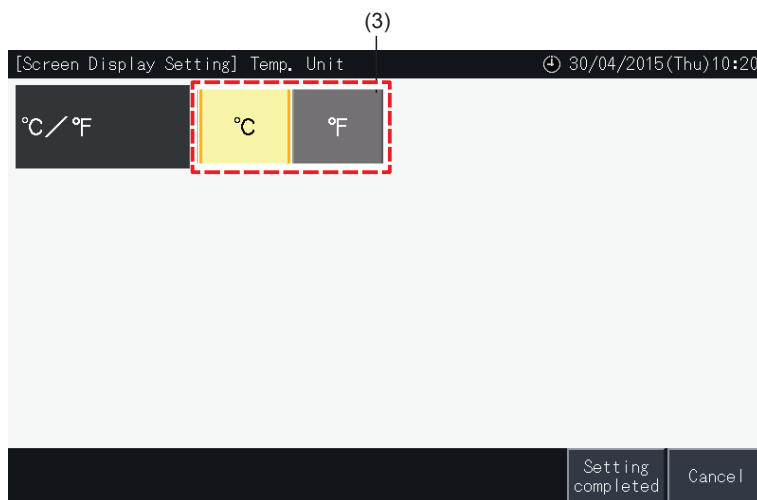 (3)
[Screen Display Setting] Temp. Unit 30/04/2015(Thu)10:20
℃/℉ ℃ ℉
Setting
completed Cancel